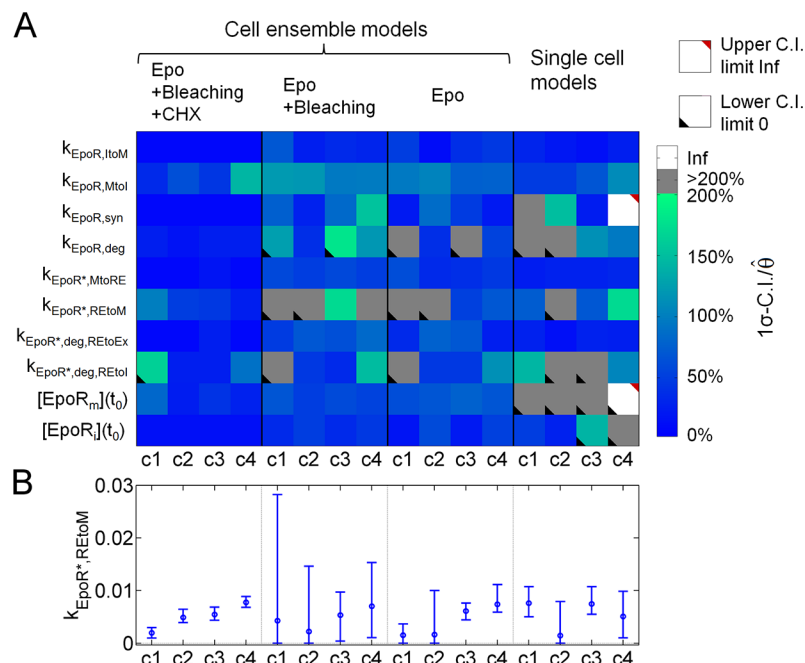 A
Cell ensemble models
Single cell
models
Epo
+Bleaching
+CHX
Epo
+Bleaching
Epo
Upper C.I.
limit Inf
Lower C.I.
limit 0
k_EpoR,ItoM
k_EpoR,MtoI
k_EpoR,syn
k_EpoR,deg
k_EpoR*,MtoRE
k_EpoR*,REtoM
k_EpoR*,deg,REtoEx
k_EpoR*,deg,REtoI
[EpoR_m](t_0)
[EpoR_i](t_0)
c1 c2 c3 c4 c1 c2 c3 c4 c1 c2 c3 c4 c1 c2 c3 c4
Inf
>200%
200%
150%
100%
50%
0%
1σ-C.I./θ̂
B
k_EpoR*,REtoM
0.03
0.01
0
c1 c2 c3 c4 c1 c2 c3 c4 c1 c2 c3 c4 c1 c2 c3 c4